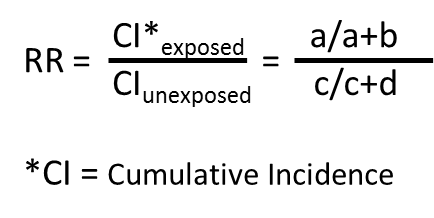 RR = CI*exposed / CIunexposed = a/a+b / c/c+d
*CI = Cumulative Incidence